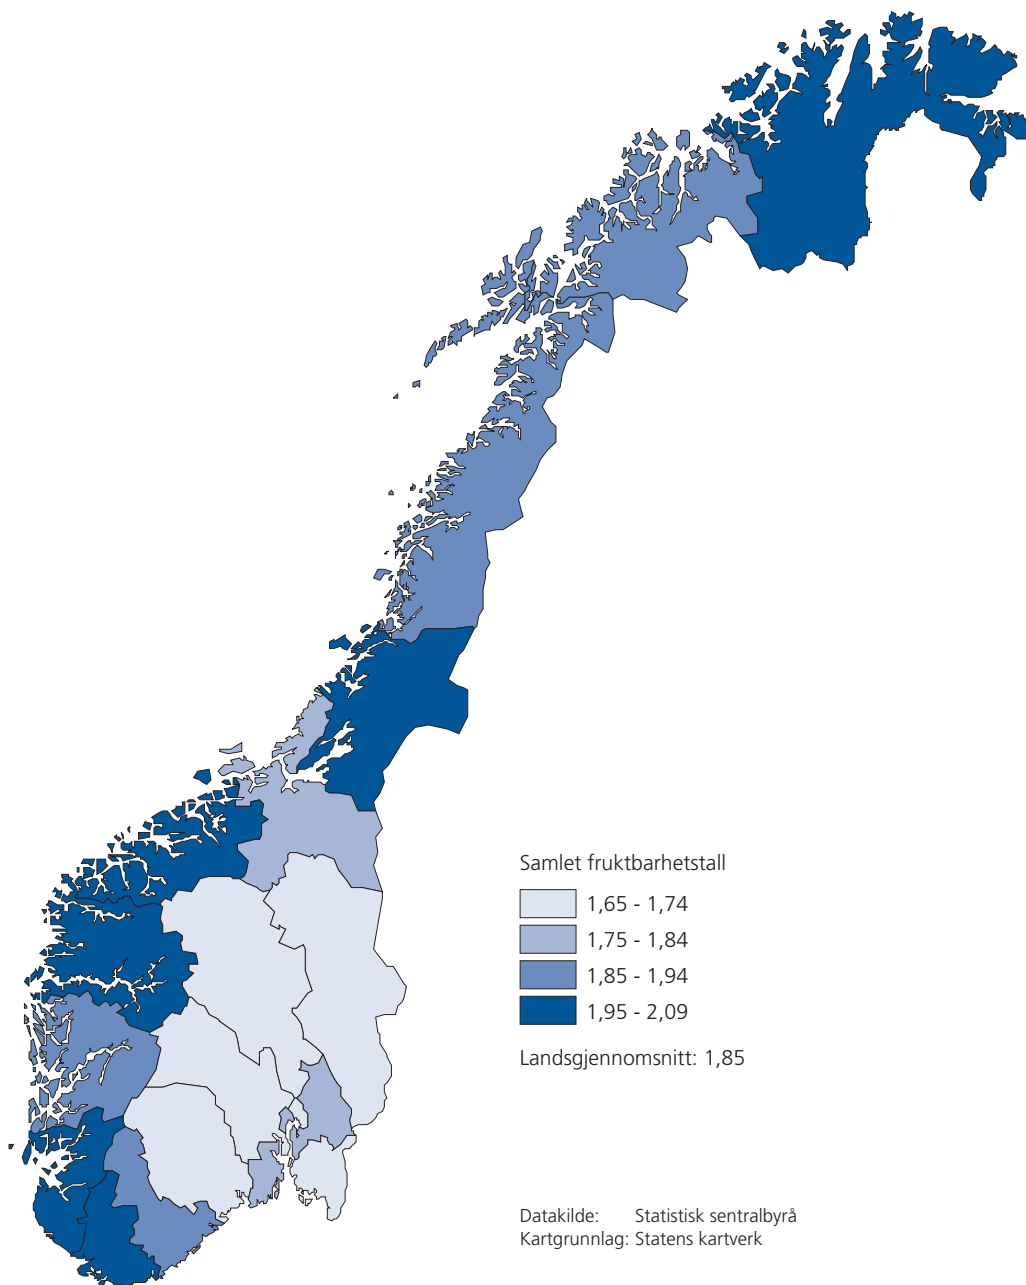 Samlet fruktbarhetstall
1,65 - 1,74
1,75 - 1,84
1,85 - 1,94
1,95 - 2,09
Landsgjennomsnitt: 1,85
Datakilde: Statistisk sentralbyrå
Kartgrunnlag: Statens kartverk